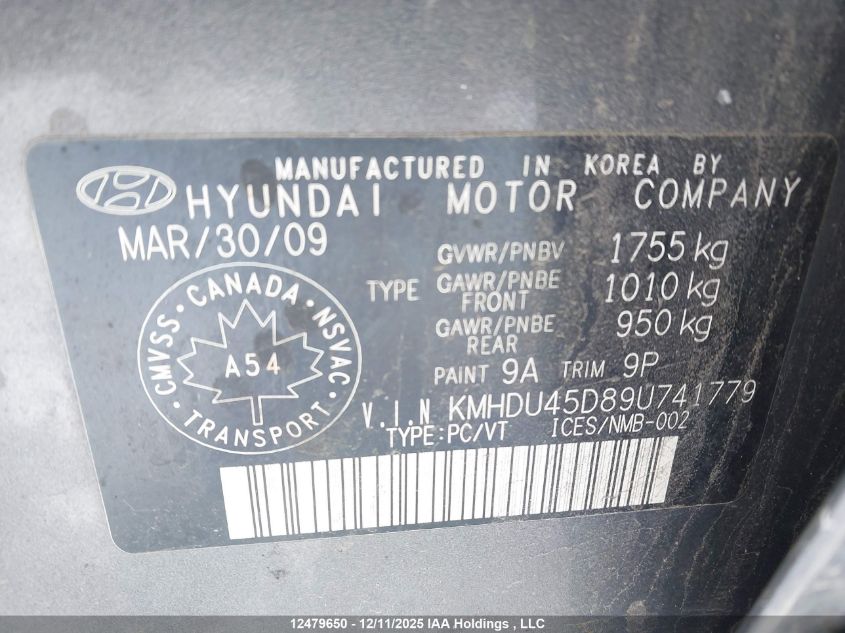 MANUFACTURED IN KOREA BY
HYUNDAI MOTOR COMPANY
MAR/30/09
GVWR/PNBV 1755 kg
TYPE GAWR/PNBE FRONT 1010 kg
GAWR/PNBE REAR 950 kg
PAINT 9A TRIM 9P
CMVSS • CANADA • NSVAC
A54
TRANSPORT
V.I.N KMHDU45D89U741779
TYPE:PC/VT ICES/NMB-002
12479650 - 12/11/2025 IAA Holdings , LLC